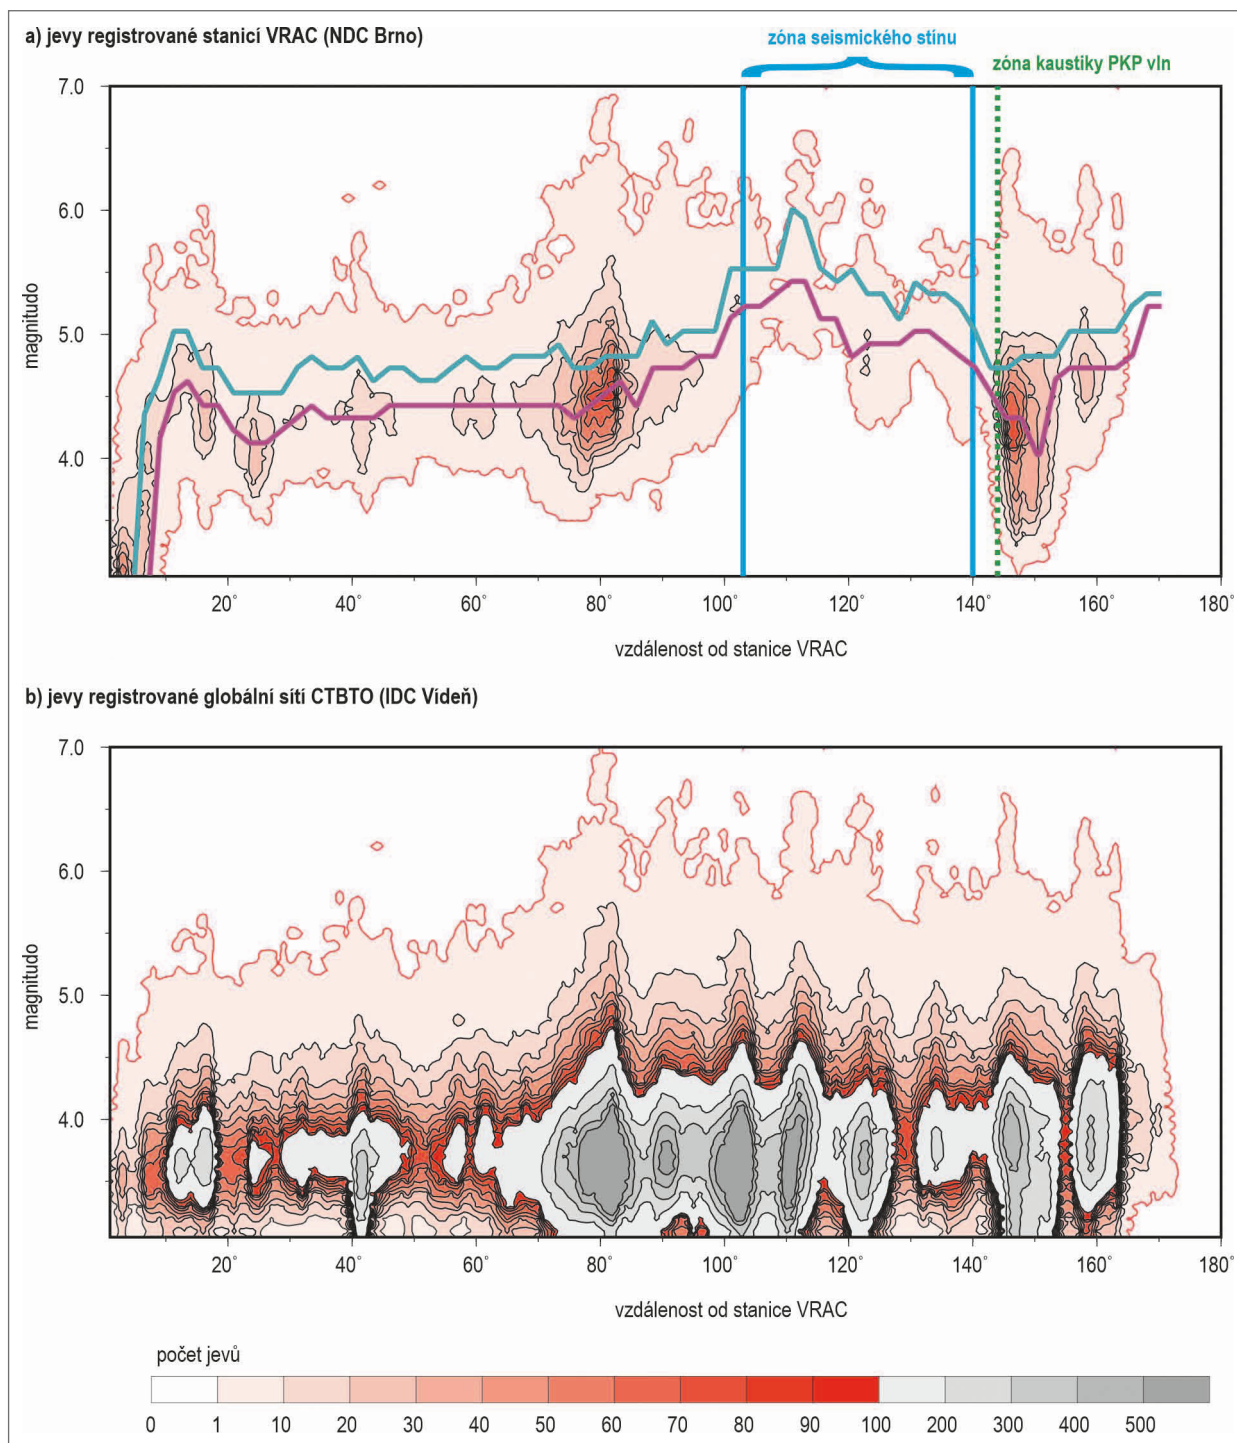 a) jevy registrované stanicí VRAC (NDC Brno)
zóna seismického stínu
zóna kaustiky PKP vln
7.0
6.0
5.0
4.0
magnitudo
20° 40° 60° 80° 100° 120° 140° 160° 180°
vzdálenost od stanice VRAC
b) jevy registrované globální sítí CTBTO (IDC Vídeň)
7.0
6.0
5.0
4.0
magnitudo
20° 40° 60° 80° 100° 120° 140° 160° 180°
vzdálenost od stanice VRAC
počet jevů
0 1 10 20 30 40 50 60 70 80 90 100 200 300 400 500